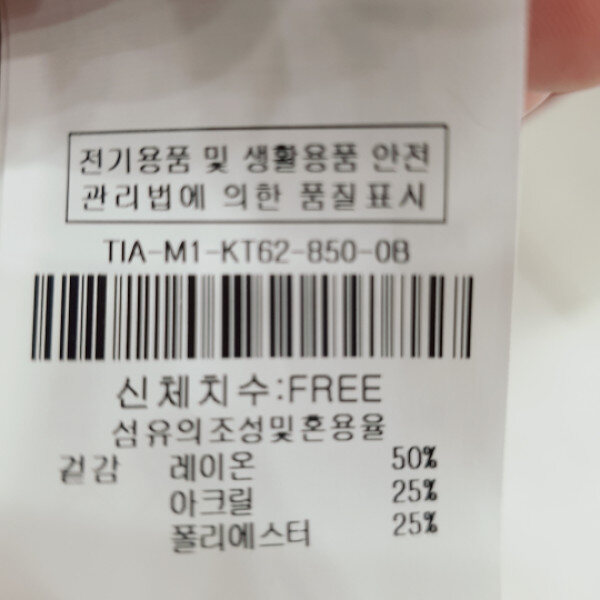 전기용품 및 생활용품 안전
관리법에 의한 품질표시
TIA-M1-KT62-850-0B
신체치수:FREE
섬유의조성및혼용율
겉감 레이온 50%
아크릴 25%
폴리에스터 25%